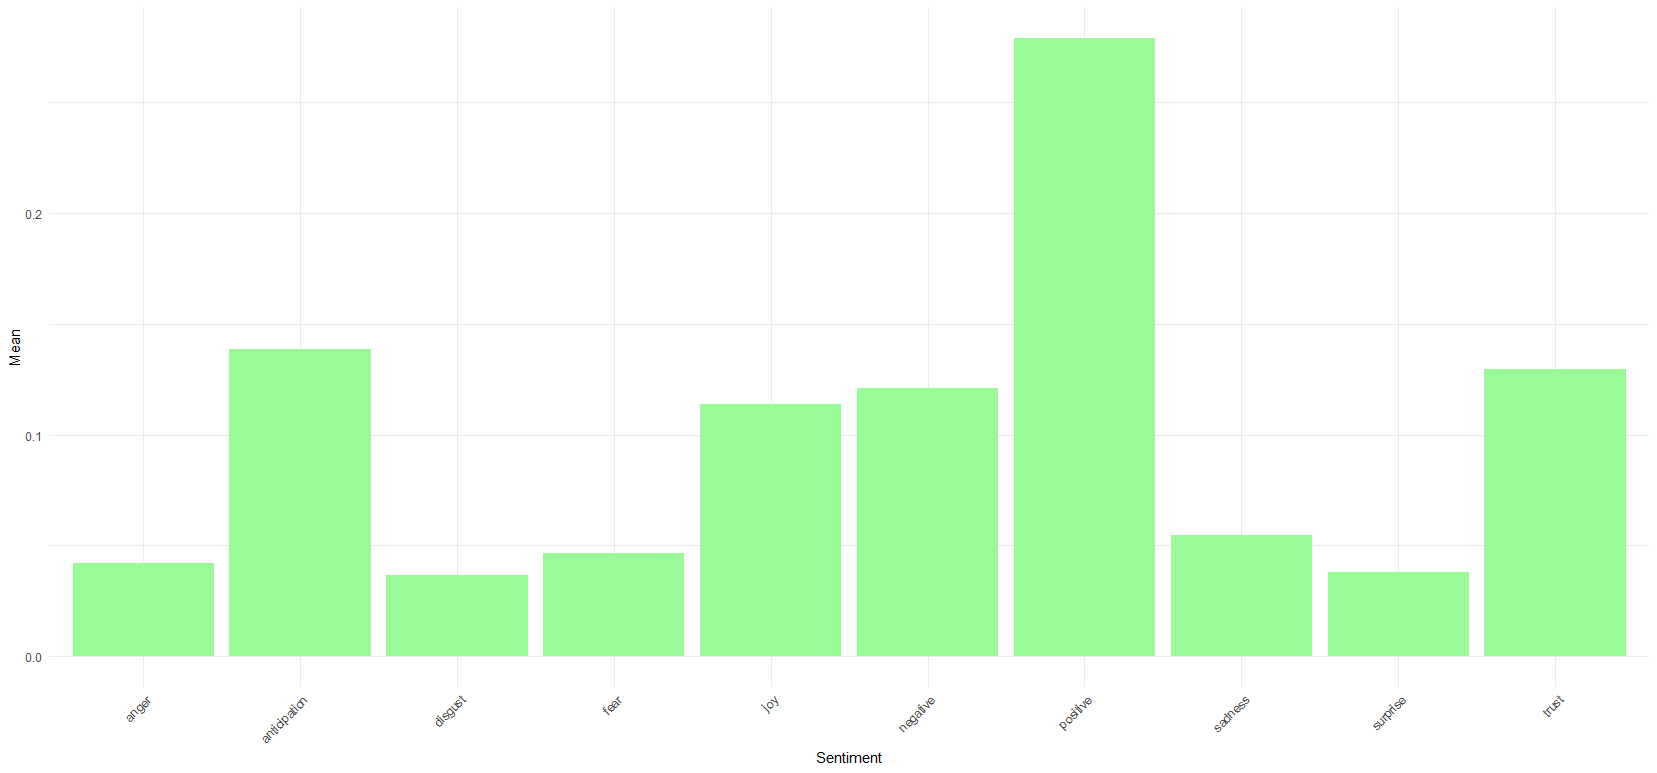 Mean
0.2
0.1
0.0
anger
anticipation
disgust
fear
joy
negative
positive
sadness
surprise
trust
Sentiment